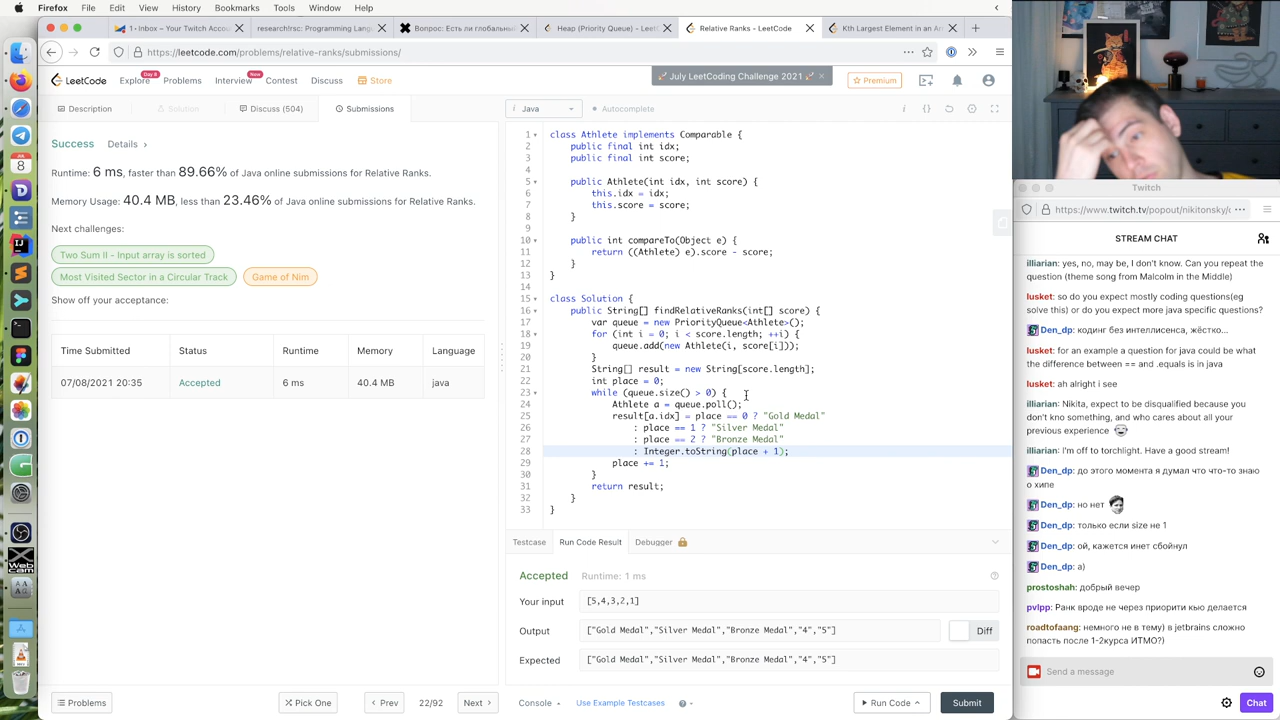 Firefox File Edit View History Bookmarks Tools Window Help
1· Inbox – Your Twitch Acco
research!rsc: Programming Lan
Вопрос: Есть ли глобальный
Heap (Priority Queue) - LeetC
Relative Ranks - LeetCode
Kth Largest Element in an Arr
https://leetcode.com/problems/relative-ranks/submissions/
LeetCode
Explore
Day 8
Problems
Interview
New
Contest
Discuss
Store
July LeetCoding Challenge 2021
Premium
Description
Solution
Discuss (504)
Submissions
Java
Autocomplete
Success Details
Runtime: 6 ms, faster than 89.66% of Java online submissions for Relative Ranks.
Memory Usage: 40.4 MB, less than 23.46% of Java online submissions for Relative Ranks.
Next challenges:
Two Sum II - Input array is sorted
Most Visited Sector in a Circular Track
Game of Nim
Show off your acceptance:
Time Submitted Status Runtime Memory Language
07/08/2021 20:35 Accepted 6 ms 40.4 MB java
1 class Athlete implements Comparable {
2 public final int idx;
3 public final int score;
4
5 public Athlete(int idx, int score) {
6 this.idx = idx;
7 this.score = score;
8 }
9
10 public int compareTo(Object e) {
11 return ((Athlete) e).score - score;
12 }
13 }
14
15 class Solution {
16 public String[] findRelativeRanks(int[] score) {
17 var queue = new PriorityQueue<Athlete>();
18 for (int i = 0; i < score.length; ++i) {
19 queue.add(new Athlete(i, score[i]));
20 }
21 String[] result = new String[score.length];
22 int place = 0;
23 while (queue.size() > 0) {
24 Athlete a = queue.poll();
25 result[a.idx] = place == 0 ? "Gold Medal"
26 : place == 1 ? "Silver Medal"
27 : place == 2 ? "Bronze Medal"
28 : Integer.toString(place + 1);
29 place += 1;
30 }
31 return result;
32 }
33 }
Testcase Run Code Result Debugger
Accepted Runtime: 1 ms
Your input [5,4,3,2,1]
Output ["Gold Medal","Silver Medal","Bronze Medal","4","5"]
Diff
Expected ["Gold Medal","Silver Medal","Bronze Medal","4","5"]
Problems
Pick One
Prev
22/92
Next
Console
Use Example Testcases
Run Code
Submit
JUL
8
Twitch
https://www.twitch.tv/popout/nikitonsky/c
STREAM CHAT
illiarian: yes, no, may be, I don't know. Can you repeat the
question (theme song from Malcolm in the Middle)
lusket: so do you expect mostly coding questions(eg
solve this) or do you expect more java specific questions?
Den_dp: кодинг без интеллисенса, жёстко...
lusket: for an example a question for java could be what
the difference between == and .equals is in java
lusket: ah alright i see
illiarian: Nikita, expect to be disqualified because you
don't kno something, and who cares about all your
previous experience
illiarian: I'm off to torchlight. Have a good stream!
Den_dp: до этого момента я думал что что-то знаю
о хипе
Den_dp: но нет
Den_dp: только если size не 1
Den_dp: ой, кажется инет сбойнул
Den_dp: а)
prostoshah: добрый вечер
pvlpp: Ранк вроде не через приорити кью делается
roadtofaang: немного не в тему) в jetbrains сложно
попасть после 1-2курса ИТМО?)
Send a message
Chat